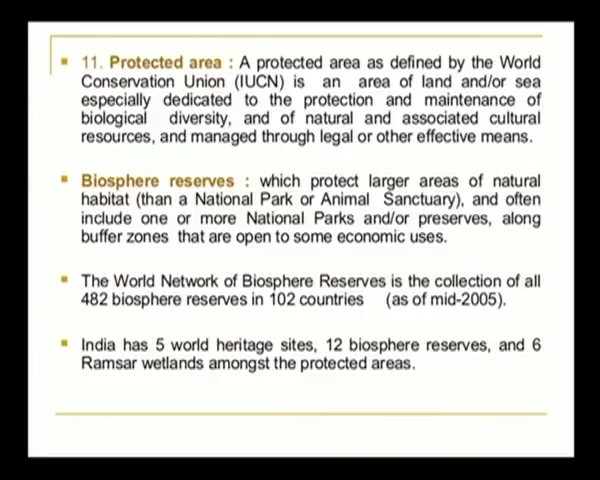 11. Protected area : A protected area as defined by the World
Conservation Union (IUCN) is an area of land and/or sea
especially dedicated to the protection and maintenance of
biological diversity, and of natural and associated cultural
resources, and managed through legal or other effective means.
Biosphere reserves : which protect larger areas of natural
habitat (than a National Park or Animal Sanctuary), and often
include one or more National Parks and/or preserves, along
buffer zones that are open to some economic uses.
The World Network of Biosphere Reserves is the collection of all
482 biosphere reserves in 102 countries (as of mid-2005).
India has 5 world heritage sites, 12 biosphere reserves, and 6
Ramsar wetlands amongst the protected areas.